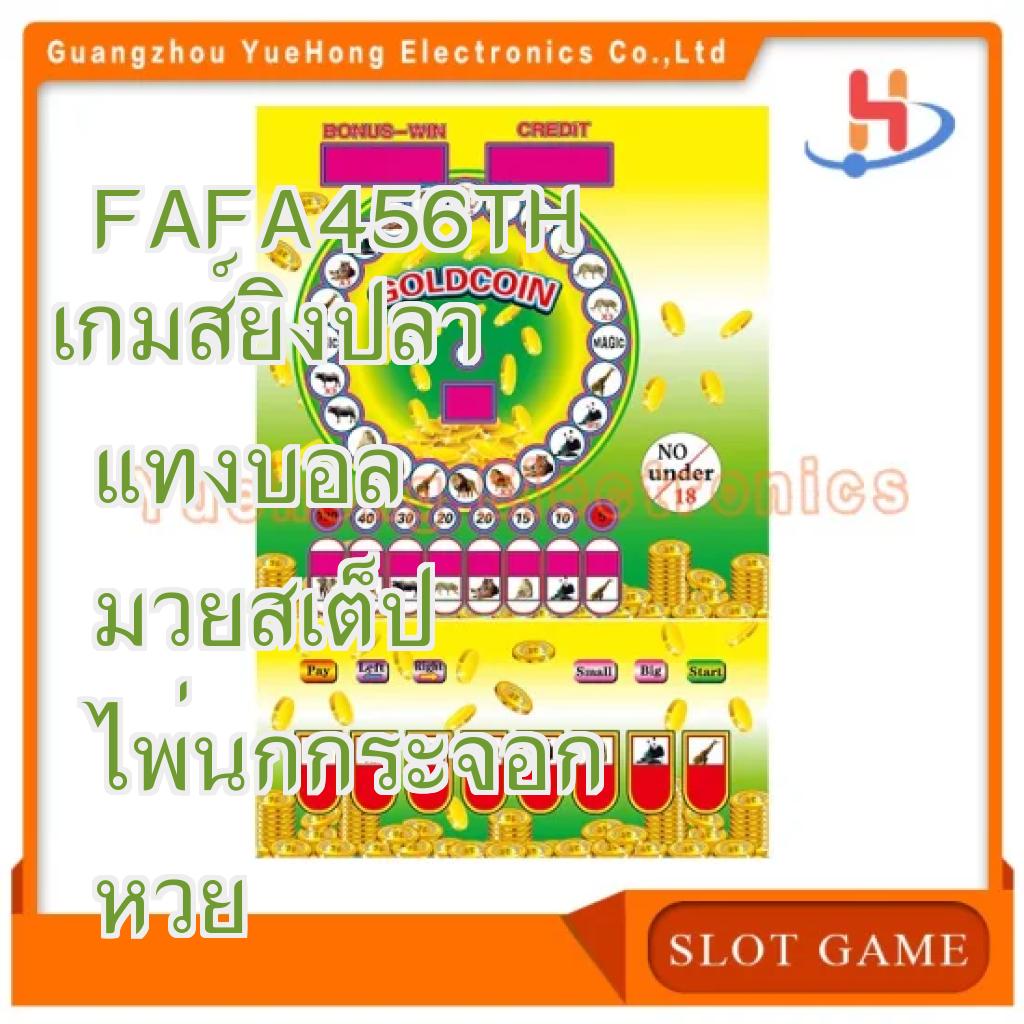 Guangzhou YueHong Electronics Co.,Ltd
BONUS-WIN CREDIT
FAFA456TH
GOLDCOIN
เกมส์ยิงปลา
MAGIC
แทงบอล
NO
under
18
40 30 20 20 15 10
มวยสเต็ป
Pay Left Right Small Big Start
ไพ่นกกระจอก
หวย
SLOT GAME